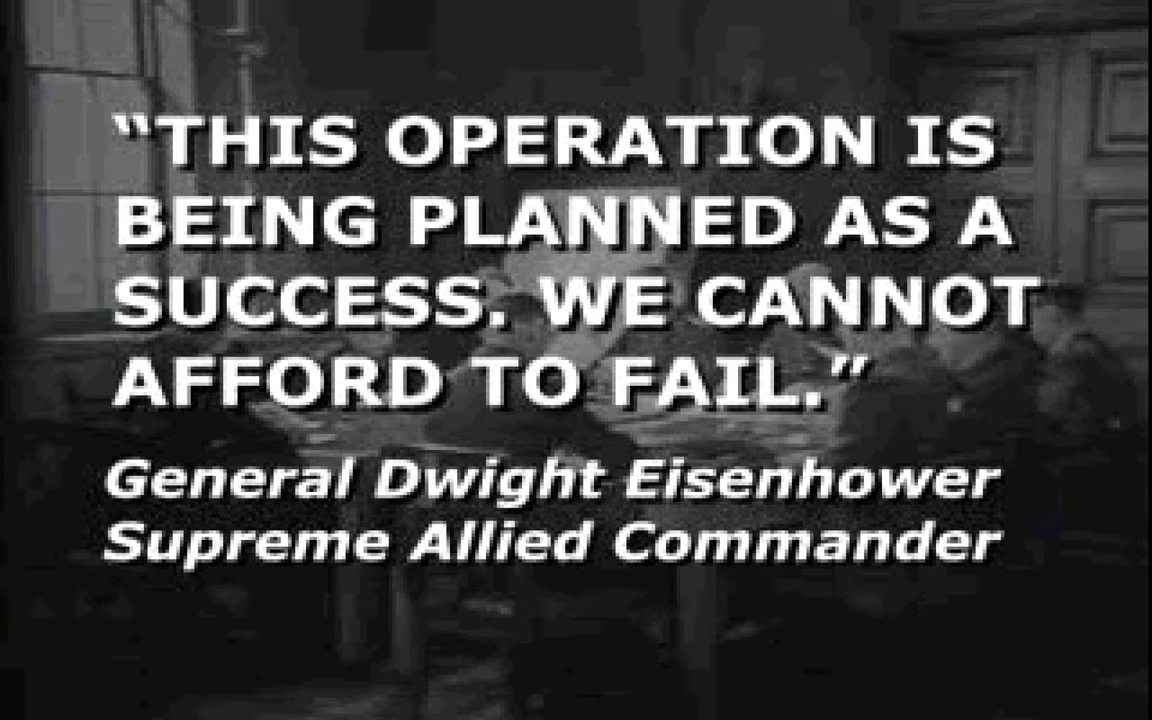 “THIS OPERATION IS
BEING PLANNED AS A
SUCCESS. WE CANNOT
AFFORD TO FAIL.”
General Dwight Eisenhower
Supreme Allied Commander